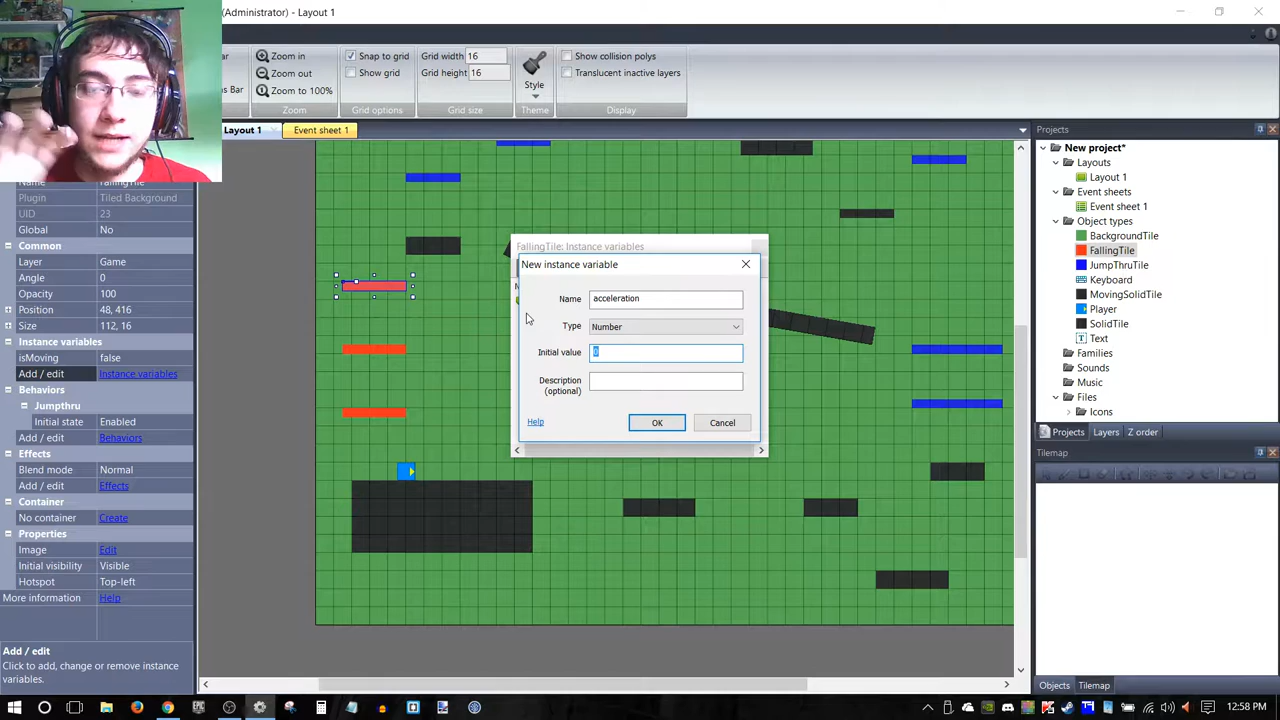 (Administrator) - Layout 1
Zoom in
Zoom out
Zoom to 100%
Zoom
Snap to grid
Show grid
Grid options
Grid width 16
Grid height 16
Grid size
Style
Theme
Show collision polys
Translucent inactive layers
Display
Layout 1
Event sheet 1
Plugin Tiled Background
UID 23
Global No
Common
Layer Game
Angle 0
Opacity 100
Position 48, 416
Size 112, 16
Instance variables
isMoving false
Add / edit Instance variables
Behaviors
Jumpthru
Initial state Enabled
Add / edit Behaviors
Effects
Blend mode Normal
Add / edit Effects
Container
No container Create
Properties
Image Edit
Initial visibility Visible
Hotspot Top-left
More information Help
Add / edit
Click to add, change or remove instance
variables.
FallingTile: Instance variables
New instance variable
Name acceleration
Type Number
Initial value 0
Description
(optional)
Help
OK
Cancel
Projects
New project*
Layouts
Layout 1
Event sheets
Event sheet 1
Object types
BackgroundTile
FallingTile
JumpThruTile
Keyboard
MovingSolidTile
Player
SolidTile
Text
Families
Sounds
Music
Files
Icons
Projects Layers Z order
Tilemap
Objects Tilemap
12:58 PM